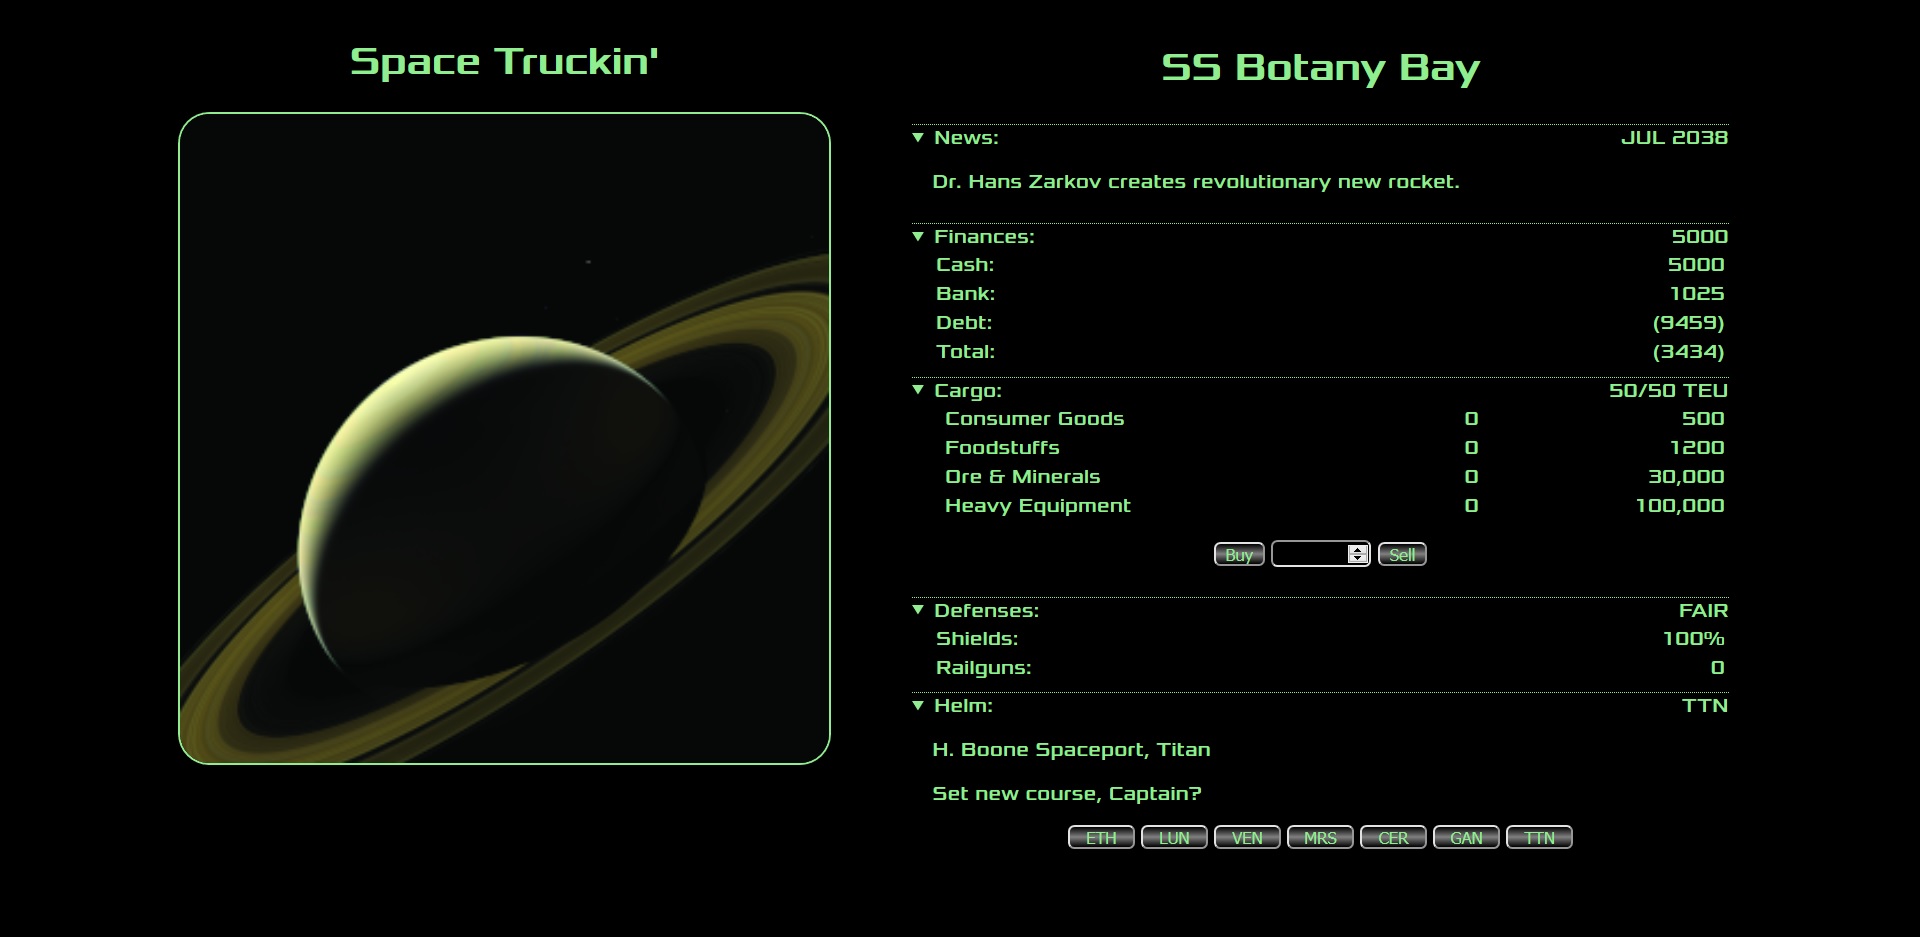 Space Truckin'
SS Botany Bay
News: JUL 2038
Dr. Hans Zarkov creates revolutionary new rocket.
Finances: 5000
Cash: 5000
Bank: 1025
Debt: (9459)
Total: (3434)
Cargo: 50/50 TEU
Consumer Goods 0 500
Foodstuffs 0 1200
Ore & Minerals 0 30,000
Heavy Equipment 0 100,000
Buy Sell
Defenses: FAIR
Shields: 100%
Railguns: 0
Helm: TTN
H. Boone Spaceport, Titan
Set new course, Captain?
ETH LUN VEN MRS CER GAN TTN